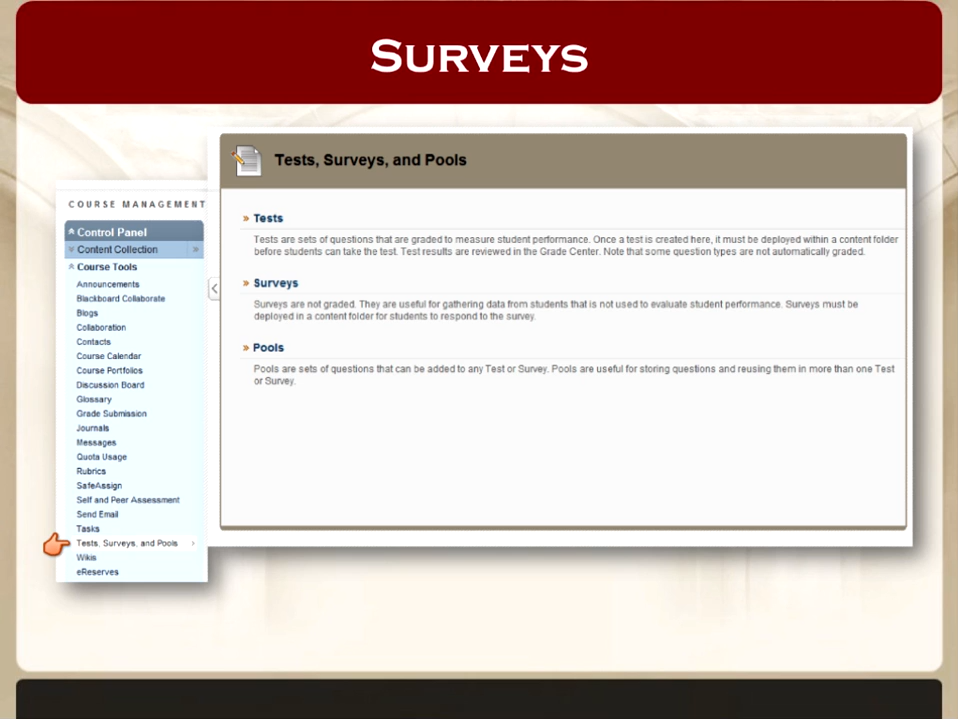 Surveys
COURSE MANAGEMENT
Control Panel
Content Collection
Course Tools
Announcements
Blackboard Collaborate
Blogs
Collaboration
Contacts
Course Calendar
Course Portfolios
Discussion Board
Glossary
Grade Submission
Journals
Messages
Quota Usage
Rubrics
SafeAssign
Self and Peer Assessment
Send Email
Tasks
Tests, Surveys, and Pools
Wikis
eReserves
Tests, Surveys, and Pools
Tests
Tests are sets of questions that are graded to measure student performance. Once a test is created here, it must be deployed within a content folder
before students can take the test. Test results are reviewed in the Grade Center. Note that some question types are not automatically graded.
Surveys
Surveys are not graded. They are useful for gathering data from students that is not used to evaluate student performance. Surveys must be
deployed in a content folder for students to respond to the survey.
Pools
Pools are sets of questions that can be added to any Test or Survey. Pools are useful for storing questions and reusing them in more than one Test
or Survey.